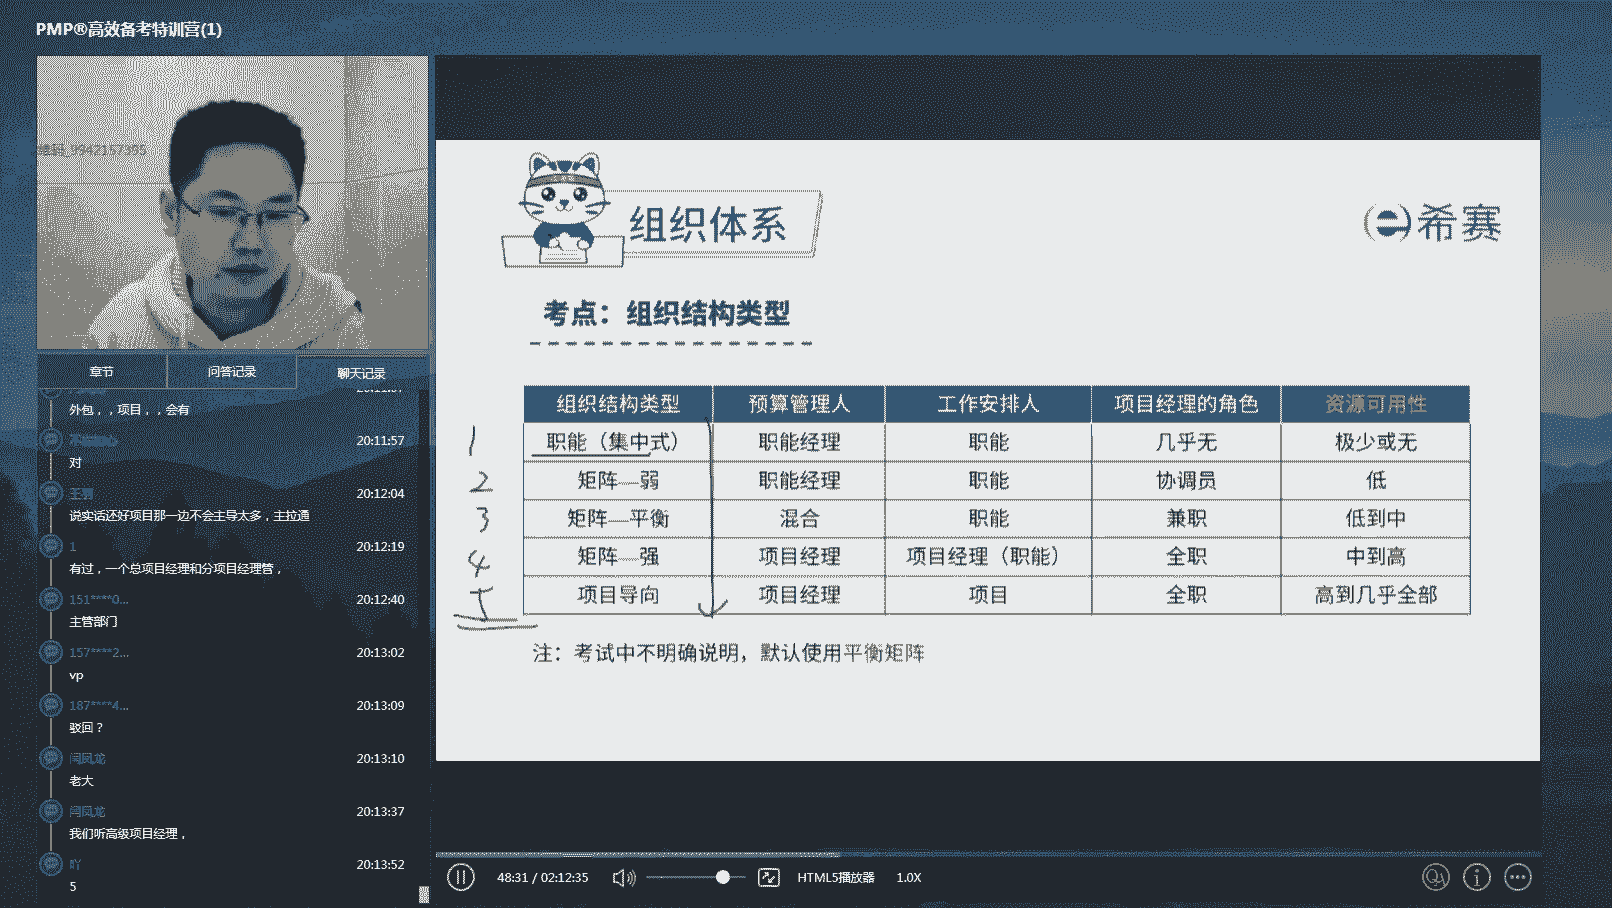 PMP®高效备考特训营(1)
9942157395
章节
问答记录
聊天记录
外包，，项目，，会有
20:11:57
对
王羽
20:12:04
说实话还好项目那一边不会主导太多，主拉通
1
20:12:19
有过，一个总项目经理和分项目经理管，
151****0...
20:12:40
主管部门
157****2...
20:13:02
vp
187****4...
20:13:09
驳回？
闫凤龙
20:13:10
老大
闫凤龙
20:13:37
我们听高级项目经理，
吖
20:13:52
5
组织体系
希赛
考点：组织结构类型
组织结构类型 预算管理人 工作安排人 项目经理的角色 资源可用性
1 职能（集中式） 职能经理 职能 几乎无 极少或无
2 矩阵—弱 职能经理 职能 协调员 低
3 矩阵—平衡 混合 职能 兼职 低到中
4 矩阵—强 项目经理 项目经理（职能） 全职 中到高
5 项目导向 项目经理 项目 全职 高到几乎全部
注：考试中不明确说明，默认使用平衡矩阵
48:31 / 02:12:35
HTML5播放器
1.0X